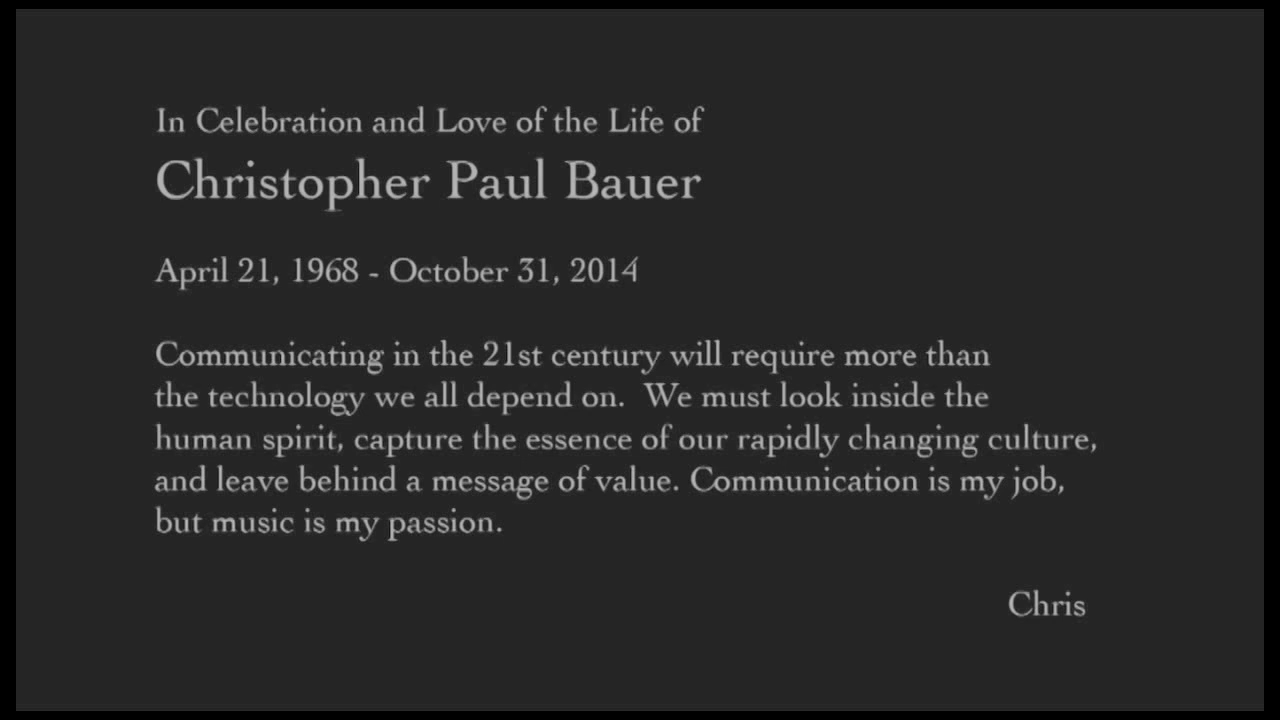 In Celebration and Love of the Life of
Christopher Paul Bauer
April 21, 1968 - October 31, 2014
Communicating in the 21st century will require more than
the technology we all depend on.  We must look inside the
human spirit, capture the essence of our rapidly changing culture,
and leave behind a message of value. Communication is my job,
but music is my passion.
Chris